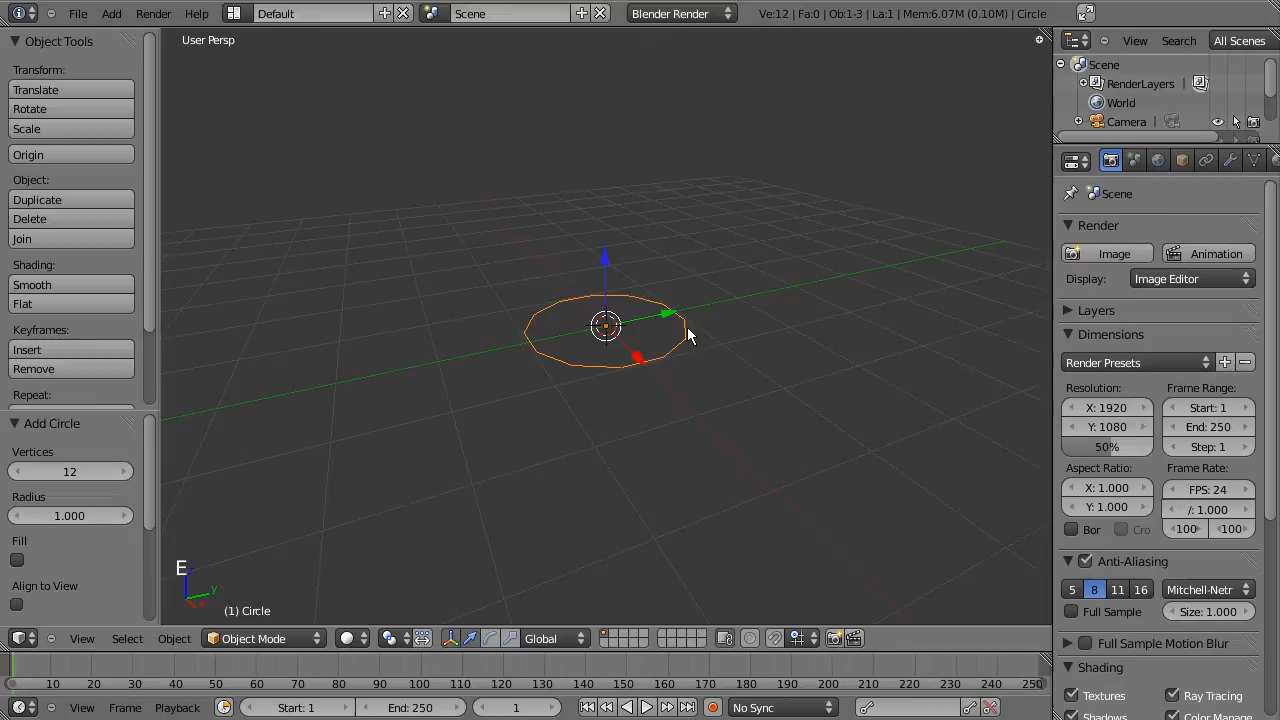 File Add Render Help Default Scene Blender Render Ve:12 | Fa:0 | Ob:1-3 | La:1 | Mem:6.07M (0.10M) | Circle
Object Tools
Transform:
Translate
Rotate
Scale
Origin
Object:
Duplicate
Delete
Join
Shading:
Smooth
Flat
Keyframes:
Insert
Remove
Repeat:
Add Circle
Vertices
12
Radius
1.000
Fill
Align to View
User Persp
E
y
x
(1) Circle
View Select Object Object Mode Global
View Search All Scenes
Scene
RenderLayers |
World
Camera |
Scene
Render
Image Animation
Display: Image Editor
Layers
Dimensions
Render Presets
Resolution: Frame Range:
X: 1920 Start: 1
Y: 1080 End: 250
50% Step: 1
Aspect Ratio: Frame Rate:
X: 1.000 FPS: 24
Y: 1.000 /: 1.000
Bor Cro 100 100
Anti-Aliasing
5 8 11 16 Mitchell-Netr
Full Sample Size: 1.000
Full Sample Motion Blur
Shading
Textures Ray Tracing
Shadows Color Manage
10 20 30 40 50 60 70 80 90 100 110 120 130 140 150 160 170 180 190 200 210 220 230 240 250
View Frame Playback Start: 1 End: 250 1 No Sync